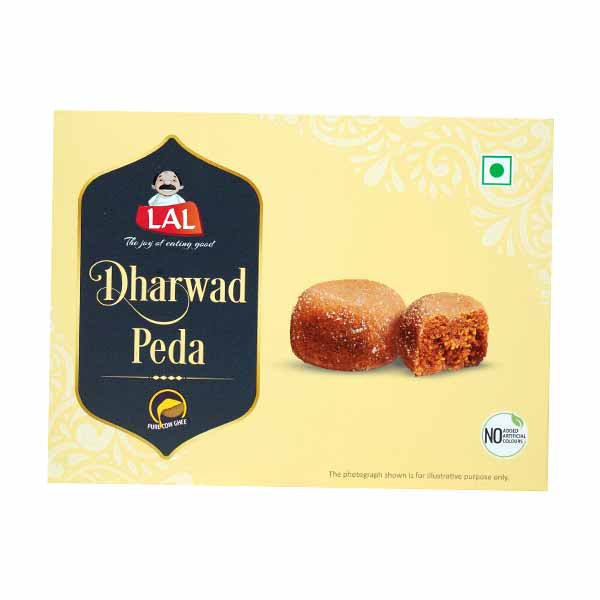 LAL
The joy of eating good
Dharwad
Peda
PURE COW GHEE
NO ADDED
ARTIFICIAL
COLOURS
The photograph shown is for illustrative purpose only.